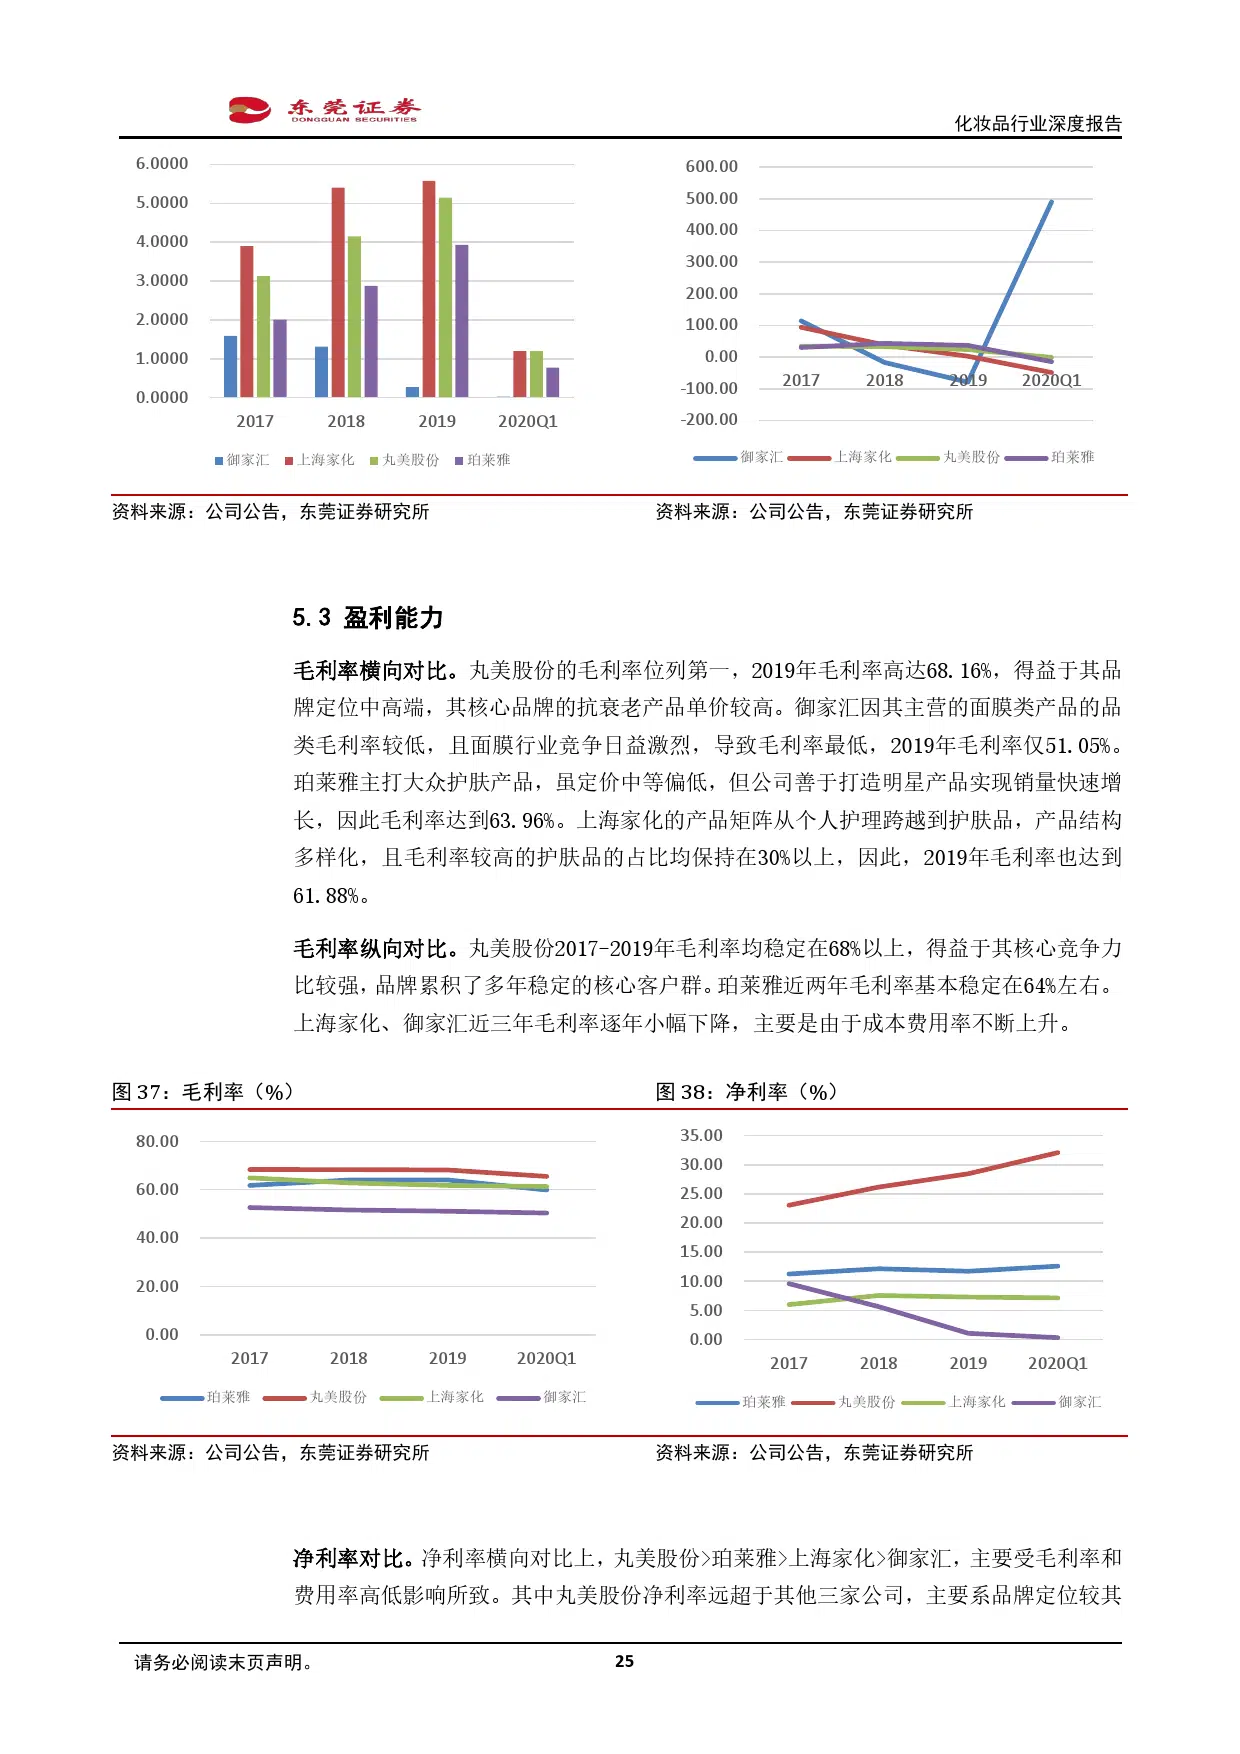 东莞证券
DONGGUAN SECURITIES
化妆品行业深度报告
6.0000
5.0000
4.0000
3.0000
2.0000
1.0000
0.0000
2017 2018 2019 2020Q1
御家汇 上海家化 丸美股份 珀莱雅
600.00
500.00
400.00
300.00
200.00
100.00
0.00
-100.00
-200.00
2017 2018 2019 2020Q1
御家汇 上海家化 丸美股份 珀莱雅
资料来源：公司公告，东莞证券研究所
资料来源：公司公告，东莞证券研究所
5.3 盈利能力
毛利率横向对比。丸美股份的毛利率位列第一，2019年毛利率高达68.16%，得益于其品
牌定位中高端，其核心品牌的抗衰老产品单价较高。御家汇因其主营的面膜类产品的品
类毛利率较低，且面膜行业竞争日益激烈，导致毛利率最低，2019年毛利率仅51.05%。
珀莱雅主打大众护肤产品，虽定价中等偏低，但公司善于打造明星产品实现销量快速增
长，因此毛利率达到63.96%。上海家化的产品矩阵从个人护理跨越到护肤品，产品结构
多样化，且毛利率较高的护肤品的占比均保持在30%以上，因此，2019年毛利率也达到
61.88%。
毛利率纵向对比。丸美股份2017-2019年毛利率均稳定在68%以上，得益于其核心竞争力
比较强，品牌累积了多年稳定的核心客户群。珀莱雅近两年毛利率基本稳定在64%左右。
上海家化、御家汇近三年毛利率逐年小幅下降，主要是由于成本费用率不断上升。
图 37：毛利率（%）
图 38：净利率（%）
80.00
60.00
40.00
20.00
0.00
2017 2018 2019 2020Q1
珀莱雅 丸美股份 上海家化 御家汇
35.00
30.00
25.00
20.00
15.00
10.00
5.00
0.00
2017 2018 2019 2020Q1
珀莱雅 丸美股份 上海家化 御家汇
资料来源：公司公告，东莞证券研究所
资料来源：公司公告，东莞证券研究所
净利率对比。净利率横向对比上，丸美股份>珀莱雅>上海家化>御家汇，主要受毛利率和
费用率高低影响所致。其中丸美股份净利率远超于其他三家公司，主要系品牌定位较其
请务必阅读末页声明。
25